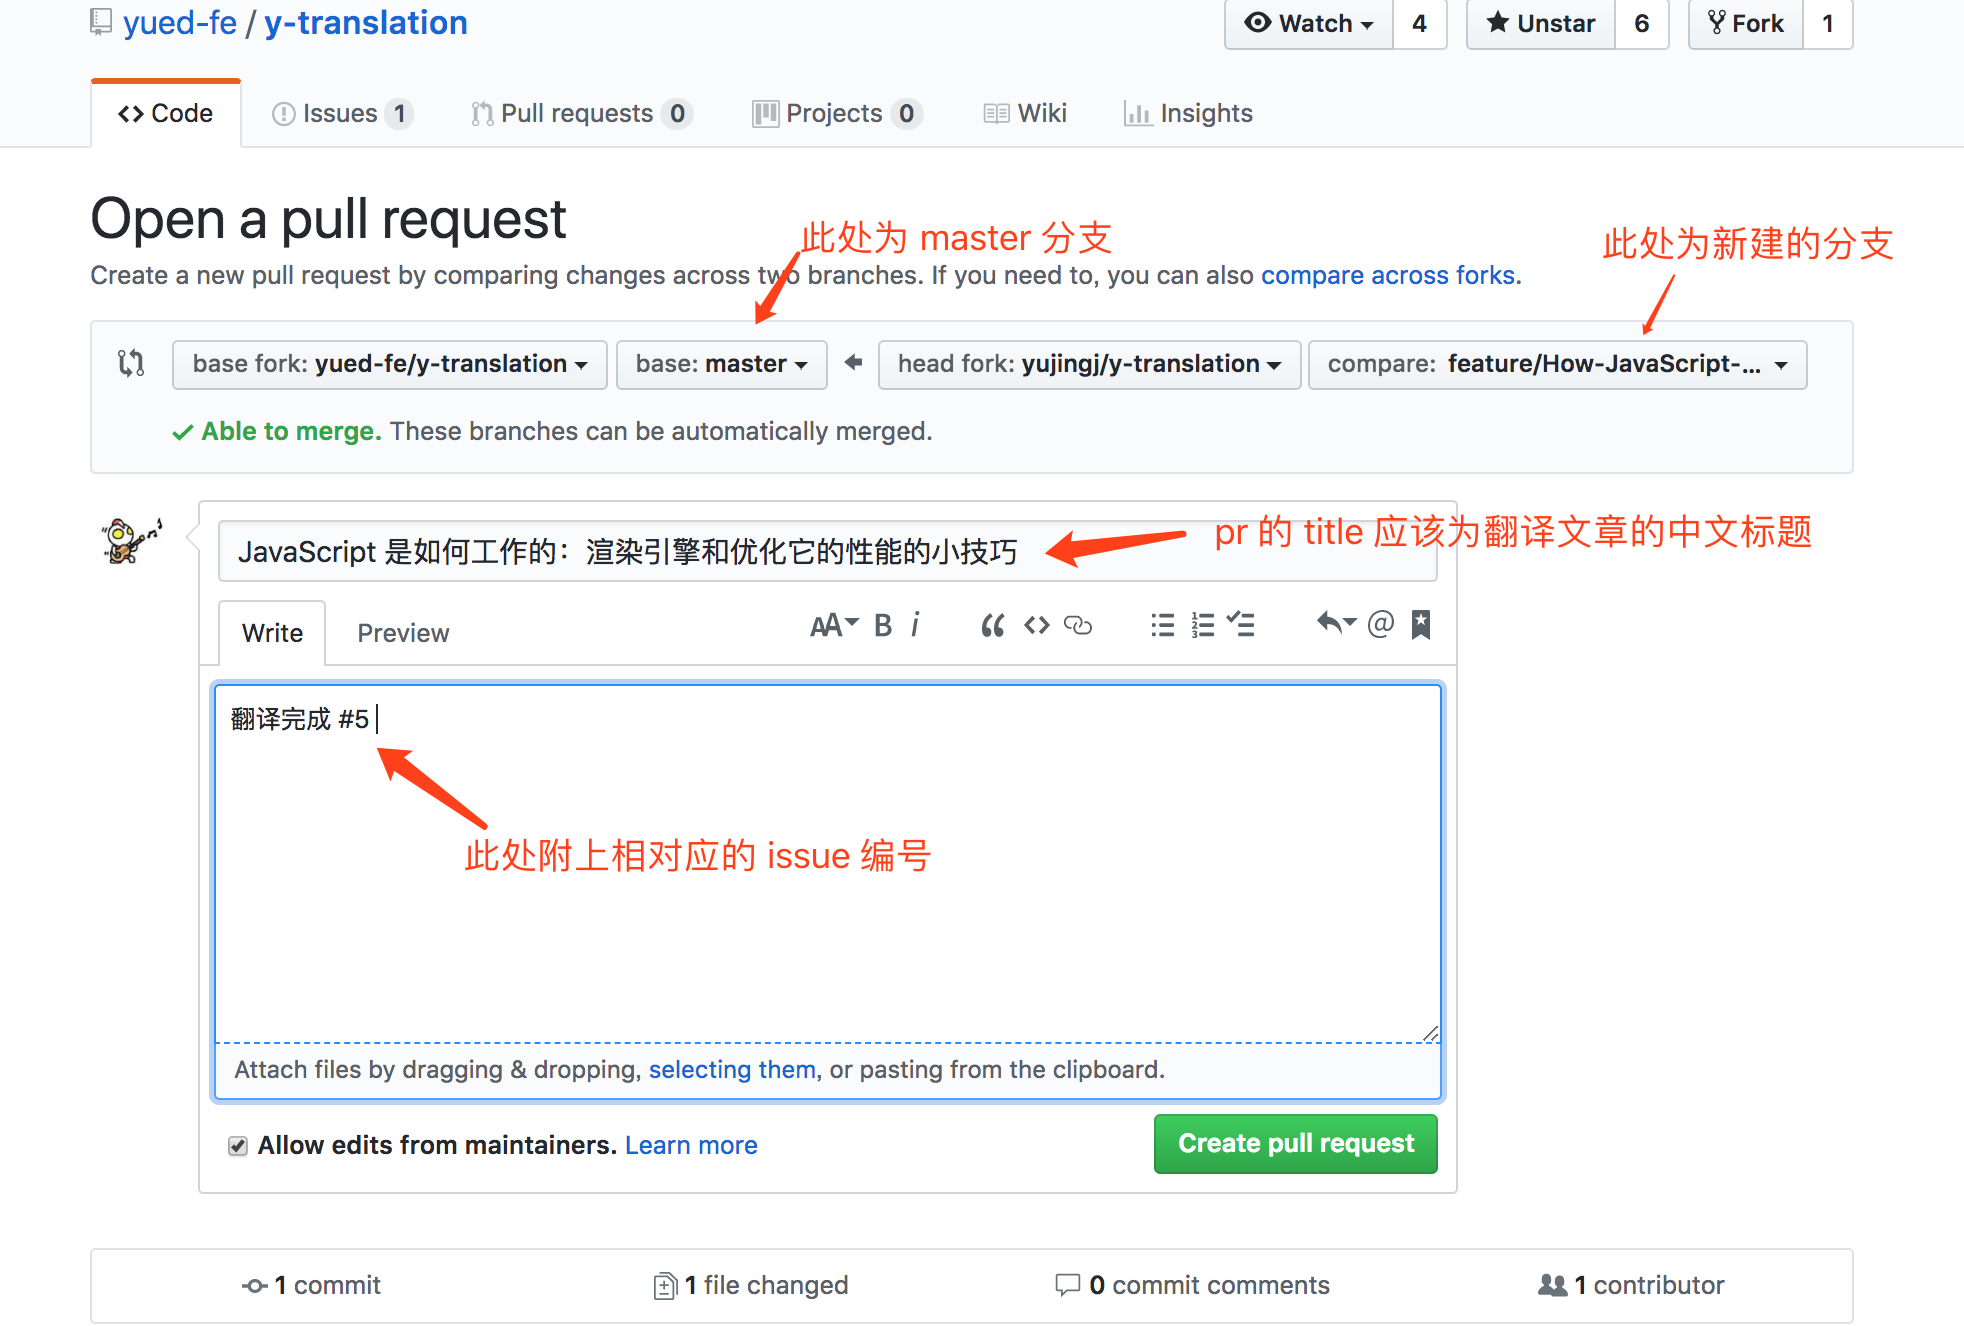 yued-fe / y-translation
Watch 4 Unstar 6 Fork 1
Code Issues 1 Pull requests 0 Projects 0 Wiki Insights
Open a pull request
此处为 master 分支
此处为新建的分支
Create a new pull request by comparing changes across two branches. If you need to, you can also compare across forks.
base fork: yued-fe/y-translation base: master head fork: yujingj/y-translation compare: feature/How-JavaScript-...
Able to merge. These branches can be automatically merged.
JavaScript 是如何工作的：渲染引擎和优化它的性能的小技巧
pr 的 title 应该为翻译文章的中文标题
Write Preview
AA B i
翻译完成 #5
此处附上相对应的 issue 编号
Attach files by dragging & dropping, selecting them, or pasting from the clipboard.
Allow edits from maintainers. Learn more
Create pull request
1 commit 1 file changed 0 commit comments 1 contributor